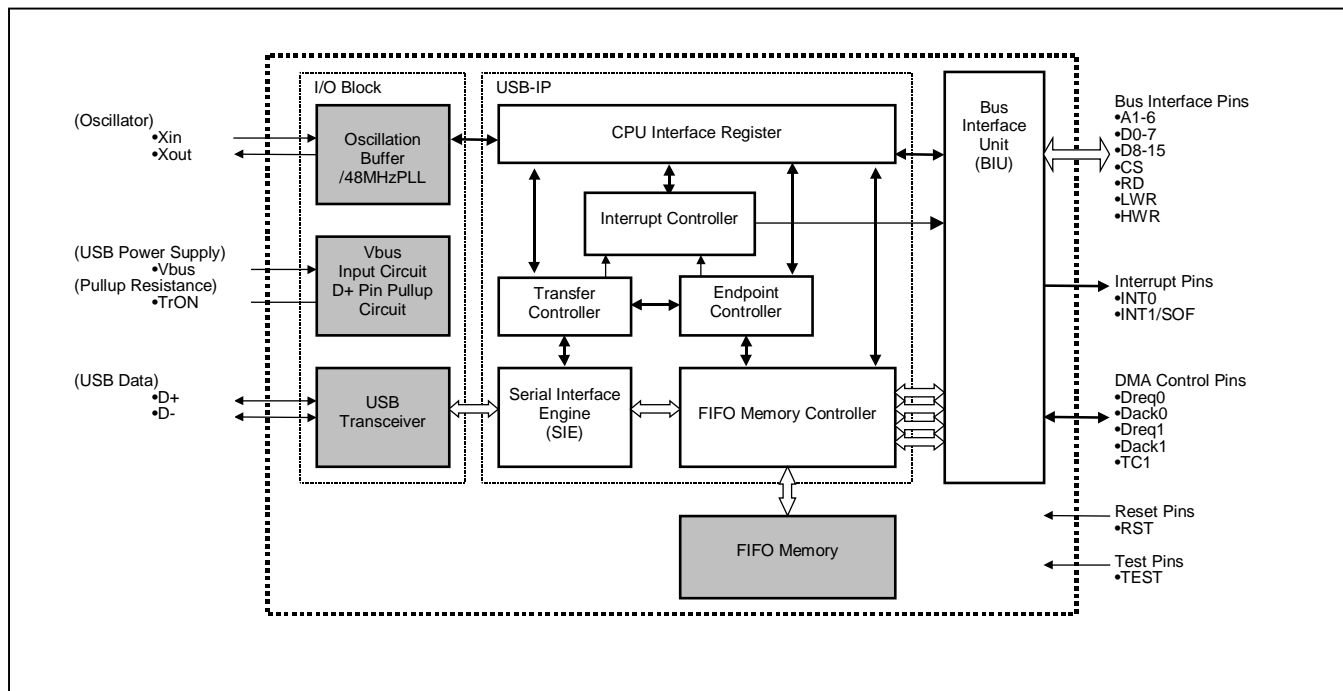 (Oscillator)
•Xin
•Xout
(USB Power Supply)
•Vbus
(Pullup Resistance)
•TrON
(USB Data)
•D+
•D-
I/O Block
Oscillation
Buffer
/48MHzPLL
Vbus
Input Circuit
D+ Pin Pullup
Circuit
USB
Transceiver
USB-IP
CPU Interface Register
Interrupt Controller
Transfer
Controller
Endpoint
Controller
Serial Interface
Engine
(SIE)
FIFO Memory Controller
FIFO Memory
Bus
Interface
Unit
(BIU)
Bus Interface Pins
•A1-6
•D0-7
•D8-15
•CS
•RD
•LWR
•HWR
Interrupt Pins
•INT0
•INT1/SOF
DMA Control Pins
•Dreq0
•Dack0
•Dreq1
•Dack1
•TC1
Reset Pins
•RST
Test Pins
•TEST